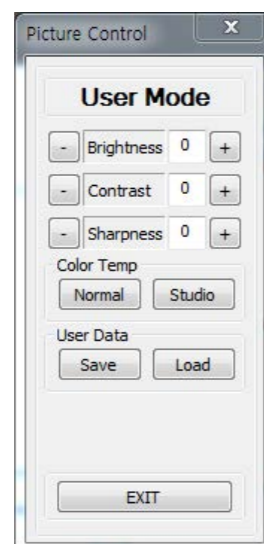 Picture Control x
User Mode
- Brightness 0 +
- Contrast 0 +
- Sharpness 0 +
Color Temp
Normal Studio
User Data
Save Load
EXIT